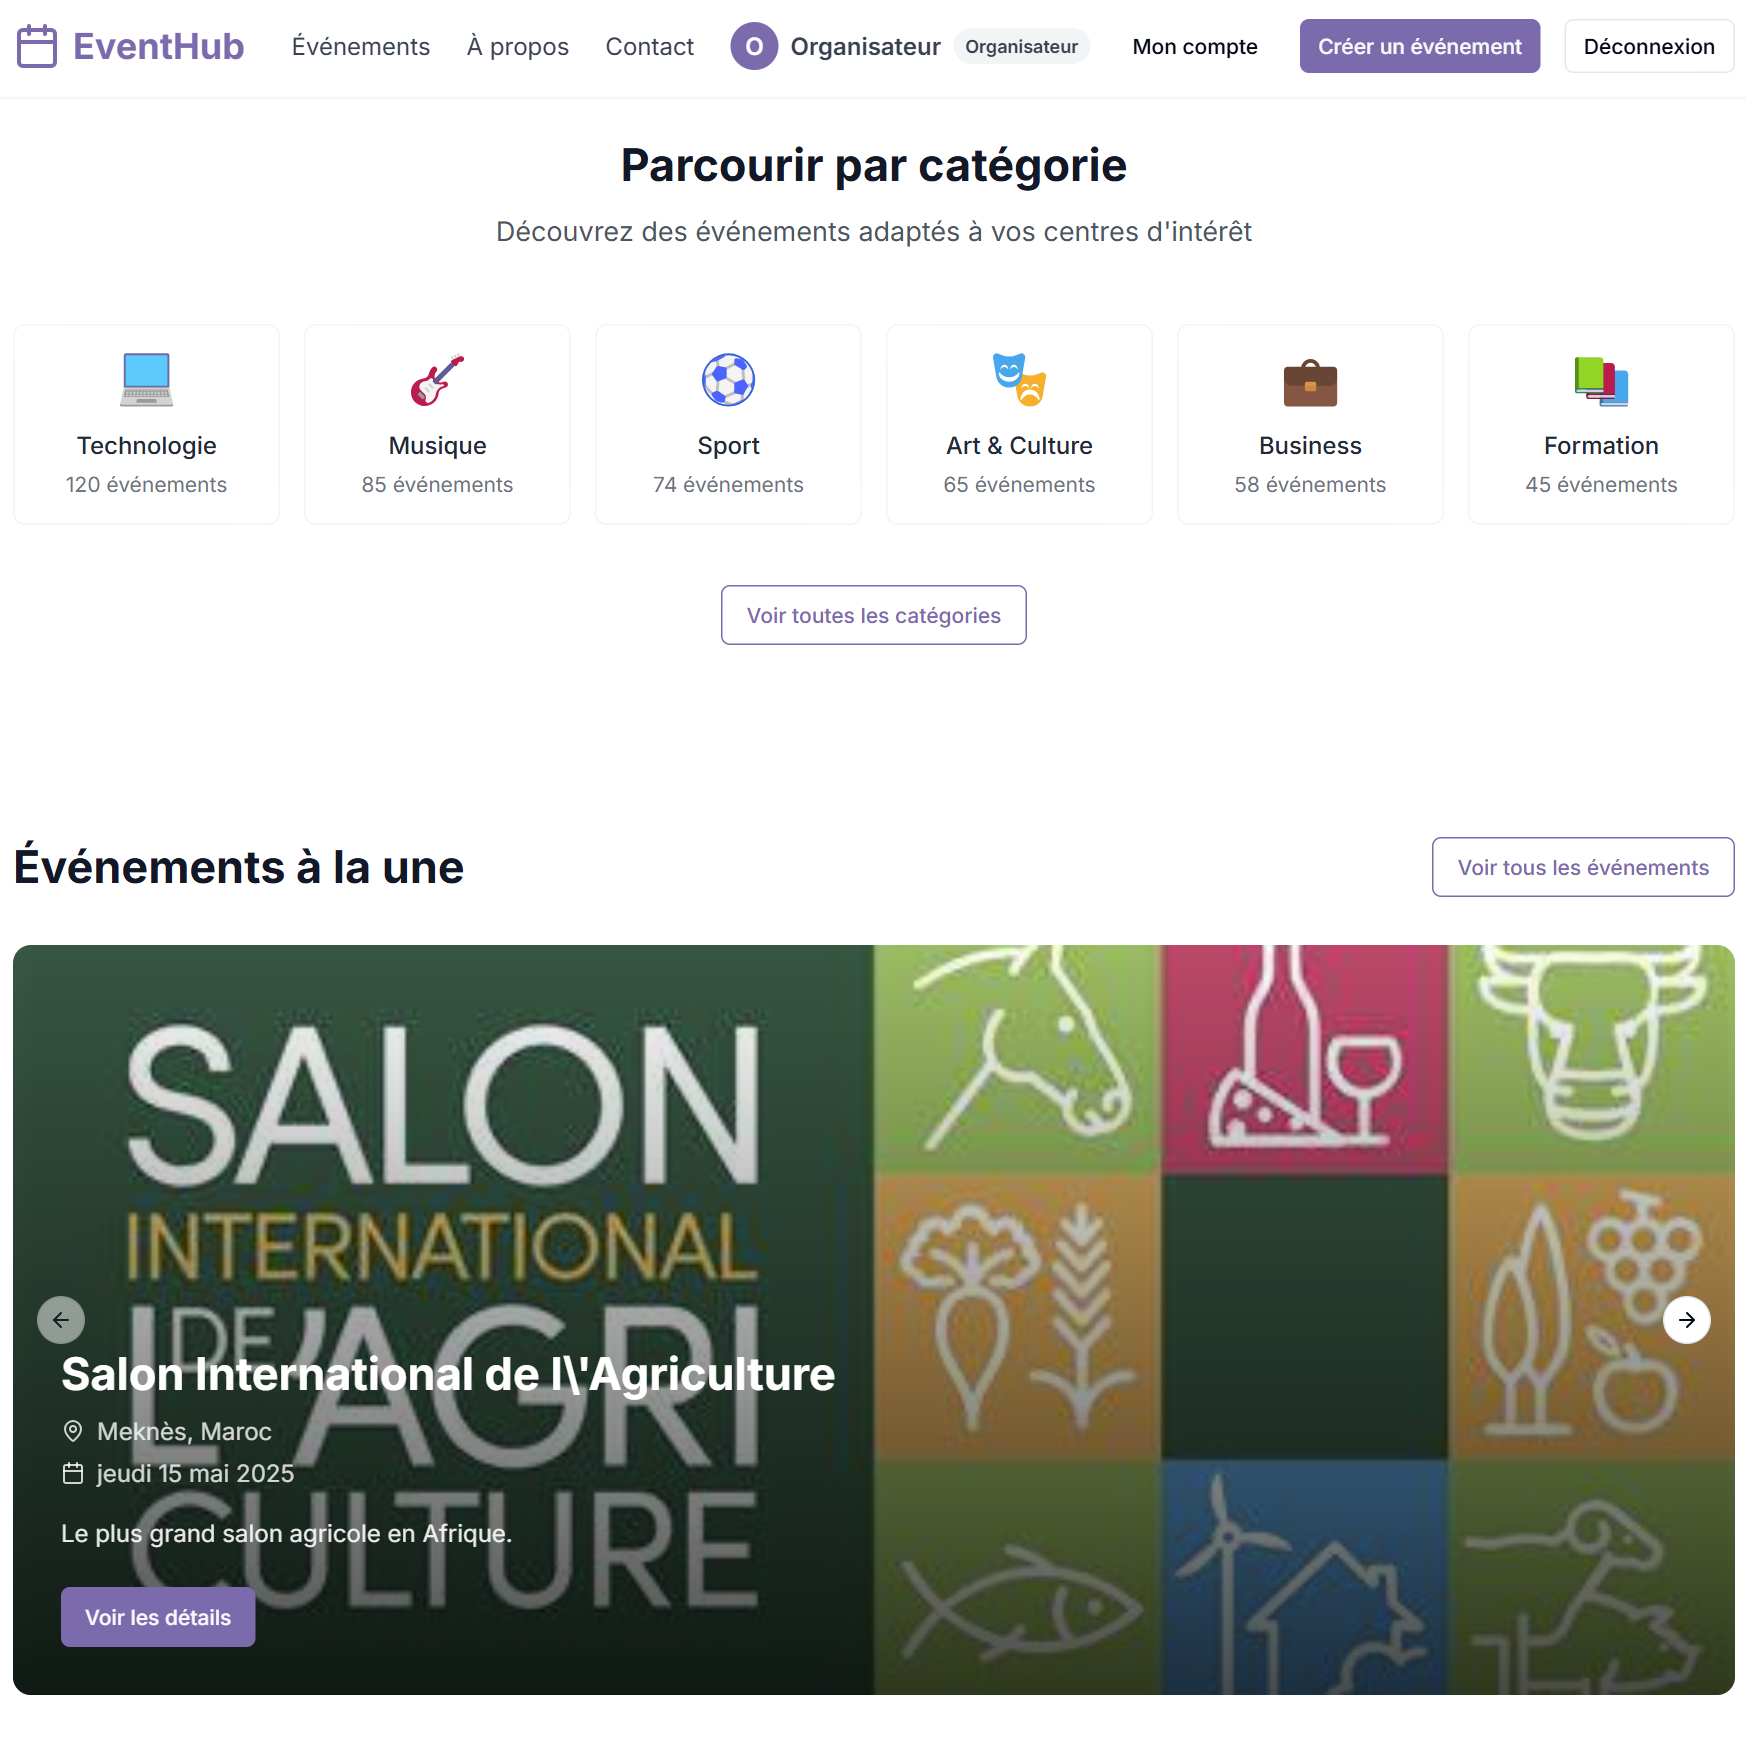 EventHub
Événements
À propos
Contact
O
Organisateur
Organisateur
Mon compte
Créer un événement
Déconnexion
Parcourir par catégorie
Découvrez des événements adaptés à vos centres d'intérêt
Technologie
120 événements
Musique
85 événements
Sport
74 événements
Art & Culture
65 événements
Business
58 événements
Formation
45 événements
Voir toutes les catégories
Événements à la une
Voir tous les événements
SALON
INTERNATIONAL
DE
L'AGRI
CULTURE
Salon International de l\'Agriculture
Meknès, Maroc
jeudi 15 mai 2025
Le plus grand salon agricole en Afrique.
Voir les détails